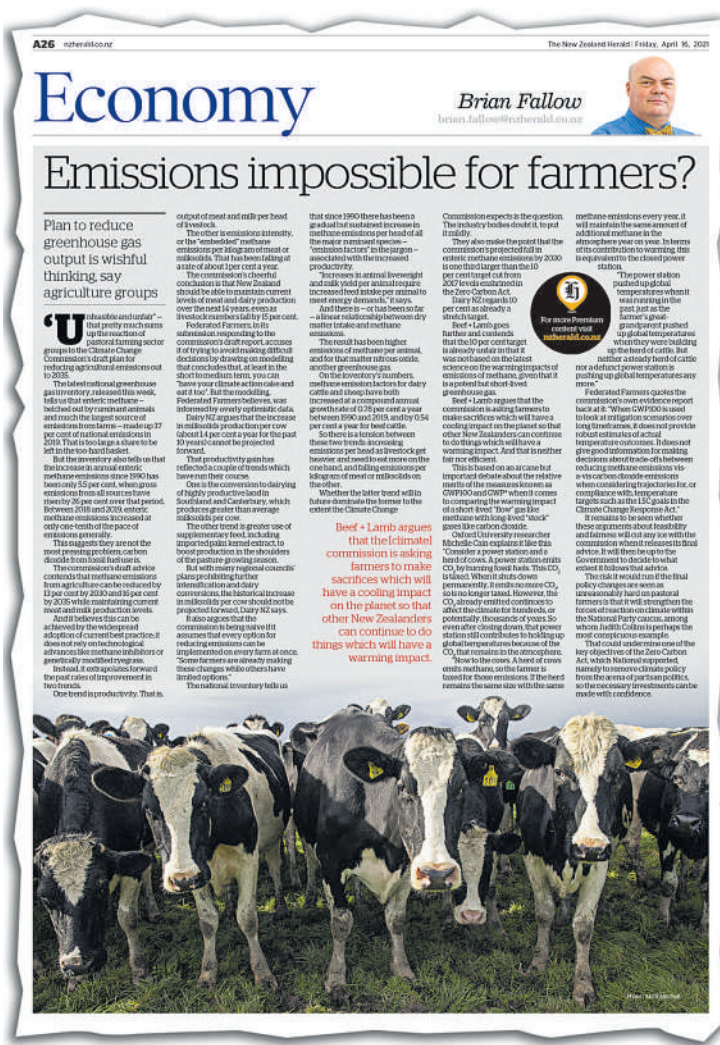 A26 nzherald.co.nz
The New Zealand Herald | Friday, April 16, 2021
Economy
Brian Fallow
brian.fallow@nzherald.co.nz
Emissions impossible for farmers?
Plan to reduce
greenhouse gas
output is wishful
thinking, say
agriculture groups
‘Unfeasible and unfair” –
that pretty much sums
up the reaction of
pastoral farming sector
groups to the Climate Change
Commission's draft plan for
reducing agricultural emissions out
to 2035.
The latest national greenhouse
gas inventory, released this week,
tells us that enteric methane –
belched out by ruminant animals
and much the largest source of
emissions from farms – made up 37
per cent of national emissions in
2019. That is too large a share to be
left in the too-hard basket.
But the inventory also tells us that
the increase in annual enteric
methane emissions since 1990 has
been only 5.5 per cent, when gross
emissions from all sources have
risen by 26 per cent over that period.
Between 2018 and 2019, enteric
methane emissions increased at
only one-tenth of the pace of
emissions generally.
This suggests they are not the
most pressing problem; carbon
dioxide from fossil fuel use is.
The commission's draft advice
contends that methane emissions
from agriculture can be reduced by
13 per cent by 2030 and 16 per cent
by 2035 while maintaining current
meat and milk production levels.
And it believes this can be
achieved by the widespread
adoption of current best practice; it
does not rely on technological
advances like methane inhibitors or
genetically modified ryegrass.
Instead, it extrapolates forward
the past rates of improvement in
two trends.
One trend is productivity. That is,
output of meat and milk per head
of livestock.
The other is emissions intensity,
or the "embedded" methane
emissions per kilogram of meat or
milksolids. That has been falling at
a rate of about 1 per cent a year.
The commission's cheerful
conclusion is that New Zealand
should be able to maintain current
levels of meat and dairy production
over the next 14 years, even as
livestock numbers fall by 15 per cent.
Federated Farmers, in its
submission responding to the
commission's draft report, accuses
it of trying to avoid making difficult
decisions by drawing on modelling
that concludes that, at least in the
short to medium term, you can
"have your climate action cake and
eat it too". But the modelling,
Federated Farmers believes, was
informed by overly optimistic data.
Dairy NZ argues that the increase
in milksolids production per cow
(about 1.4 per cent a year for the past
10 years) cannot be projected
forward.
That productivity gain has
reflected a couple of trends which
have run their course.
One is the conversion to dairying
of highly productive land in
Southland and Canterbury, which
produces greater than average
milksolids per cow.
The other trend is greater use of
supplementary feed, including
imported palm kernel extract, to
boost production in the shoulders
of the pasture growing season.
But with many regional councils'
plans prohibiting further
intensification and dairy
conversions, the historical increase
in milksolids per cow should not be
projected forward, Dairy NZ says.
It also argues that the
commission is being naive if it
assumes that every option for
reducing emissions can be
implemented on every farm at once.
"Some farmers are already making
these changes while others have
limited options."
The national inventory tells us
that since 1990 there has been a
gradual but sustained increase in
methane emissions per head of all
the major ruminant species –
"emission factors" in the jargon –
associated with the increased
productivity.
"Increases in animal liveweight
and milk yield per animal require
increased feed intake per animal to
meet energy demands," it says.
And there is – or has been so far
– a linear relationship between dry
matter intake and methane
emissions.
The result has been higher
emissions of methane per animal,
and for that matter nitrous oxide,
another greenhouse gas.
On the inventory's numbers,
methane emission factors for dairy
cattle and sheep have both
increased at a compound annual
growth rate of 0.78 per cent a year
between 1990 and 2019, and by 0.54
per cent a year for beef cattle.
So there is a tension between
these two trends: increasing
emissions per head as livestock get
heavier and need to eat more on the
one hand, and falling emissions per
kilogram of meat or milksolids on
the other.
Whether the latter trend will in
future dominate the former to the
extent the Climate Change
Beef + Lamb argues
that the [climate]
commission is asking
farmers to make
sacrifices which will
have a cooling impact
on the planet so that
other New Zealanders
can continue to do
things which will have a
warming impact.
Commission expects is the question.
The industry bodies doubt it, to put
it mildly.
They also make the point that the
commission's projected fall in
enteric methane emissions by 2030
is one third larger than the 10
per cent target cut from
2017 levels enshrined in
the Zero Carbon Act.
Dairy NZ regards 10
per cent as already a
stretch target.
Beef + Lamb goes
further and contends
that the 10 per cent target
is already unfair in that it
was not based on the latest
science on the warming impacts of
emissions of methane, given that it
is a potent but short-lived
greenhouse gas.
Beef + Lamb argues that the
commission is asking farmers to
make sacrifices which will have a
cooling impact on the planet so that
other New Zealanders can continue
to do things which will have a
warming impact. And that is neither
fair nor efficient.
This is based on an arcane but
important debate about the relative
merits of the measures known as
GWP100 and GWP* when it comes
to comparing the warming impact
of a short-lived "flow" gas like
methane with long-lived "stock"
gases like carbon dioxide.
Oxford University researcher
Michelle Cain explains it like this:
"Consider a power station and a
herd of cows. A power station emits
CO2 by burning fossil fuels. This CO2
is taxed. When it shuts down
permanently, it emits no more CO2,
so is no longer taxed. However, the
CO2 already emitted continues to
affect the climate for hundreds, or
potentially, thousands of years. So
even after closing down, that power
station still contributes to holding up
global temperatures because of the
CO2 that remains in the atmosphere.
"Now to the cows. A herd of cows
emits methane, so the farmer is
taxed for those emissions. If the herd
remains the same size with the same
methane emissions every year, it
will maintain the same amount of
additional methane in the
atmosphere year on year. In terms
of its contribution to warming, this
is equivalent to the closed power
station.
"The power station
pushed up global
temperatures when it
was running in the
past, just as the
farmer's great-
grandparent pushed
up global temperatures
when they were building
up the herd of cattle. But
neither a steady herd of cattle
nor a defunct power station is
pushing up global temperatures any
more."
Federated Farmers quotes the
commission's own evidence report
back at it: "When GWP100 is used
to look at mitigation scenarios over
long timeframes, it does not provide
robust estimates of actual
temperature outcomes. It does not
give good information for making
decisions about trade-offs between
reducing methane emissions vis-
a-vis carbon dioxide emissions
when considering trajectories for, or
compliance with, temperature
targets such as the 1.5C goals in the
Climate Change Response Act."
It remains to be seen whether
these arguments about feasibility
and fairness will cut any ice with the
commission when it releases its final
advice. It will then be up to the
Government to decide to what
extent it follows that advice.
The risk it would run if the final
policy changes are seen as
unreasonably hard on pastoral
farmers is that it will strengthen the
forces of reaction on climate within
the National Party caucus, among
whom Judith Collins is perhaps the
most conspicuous example.
That could undermine one of the
key objectives of the Zero Carbon
Act, which National supported,
namely to remove climate policy
from the arena of partisan politics,
so the necessary investments can be
made with confidence.
For more Premium
content visit
nzherald.co.nz